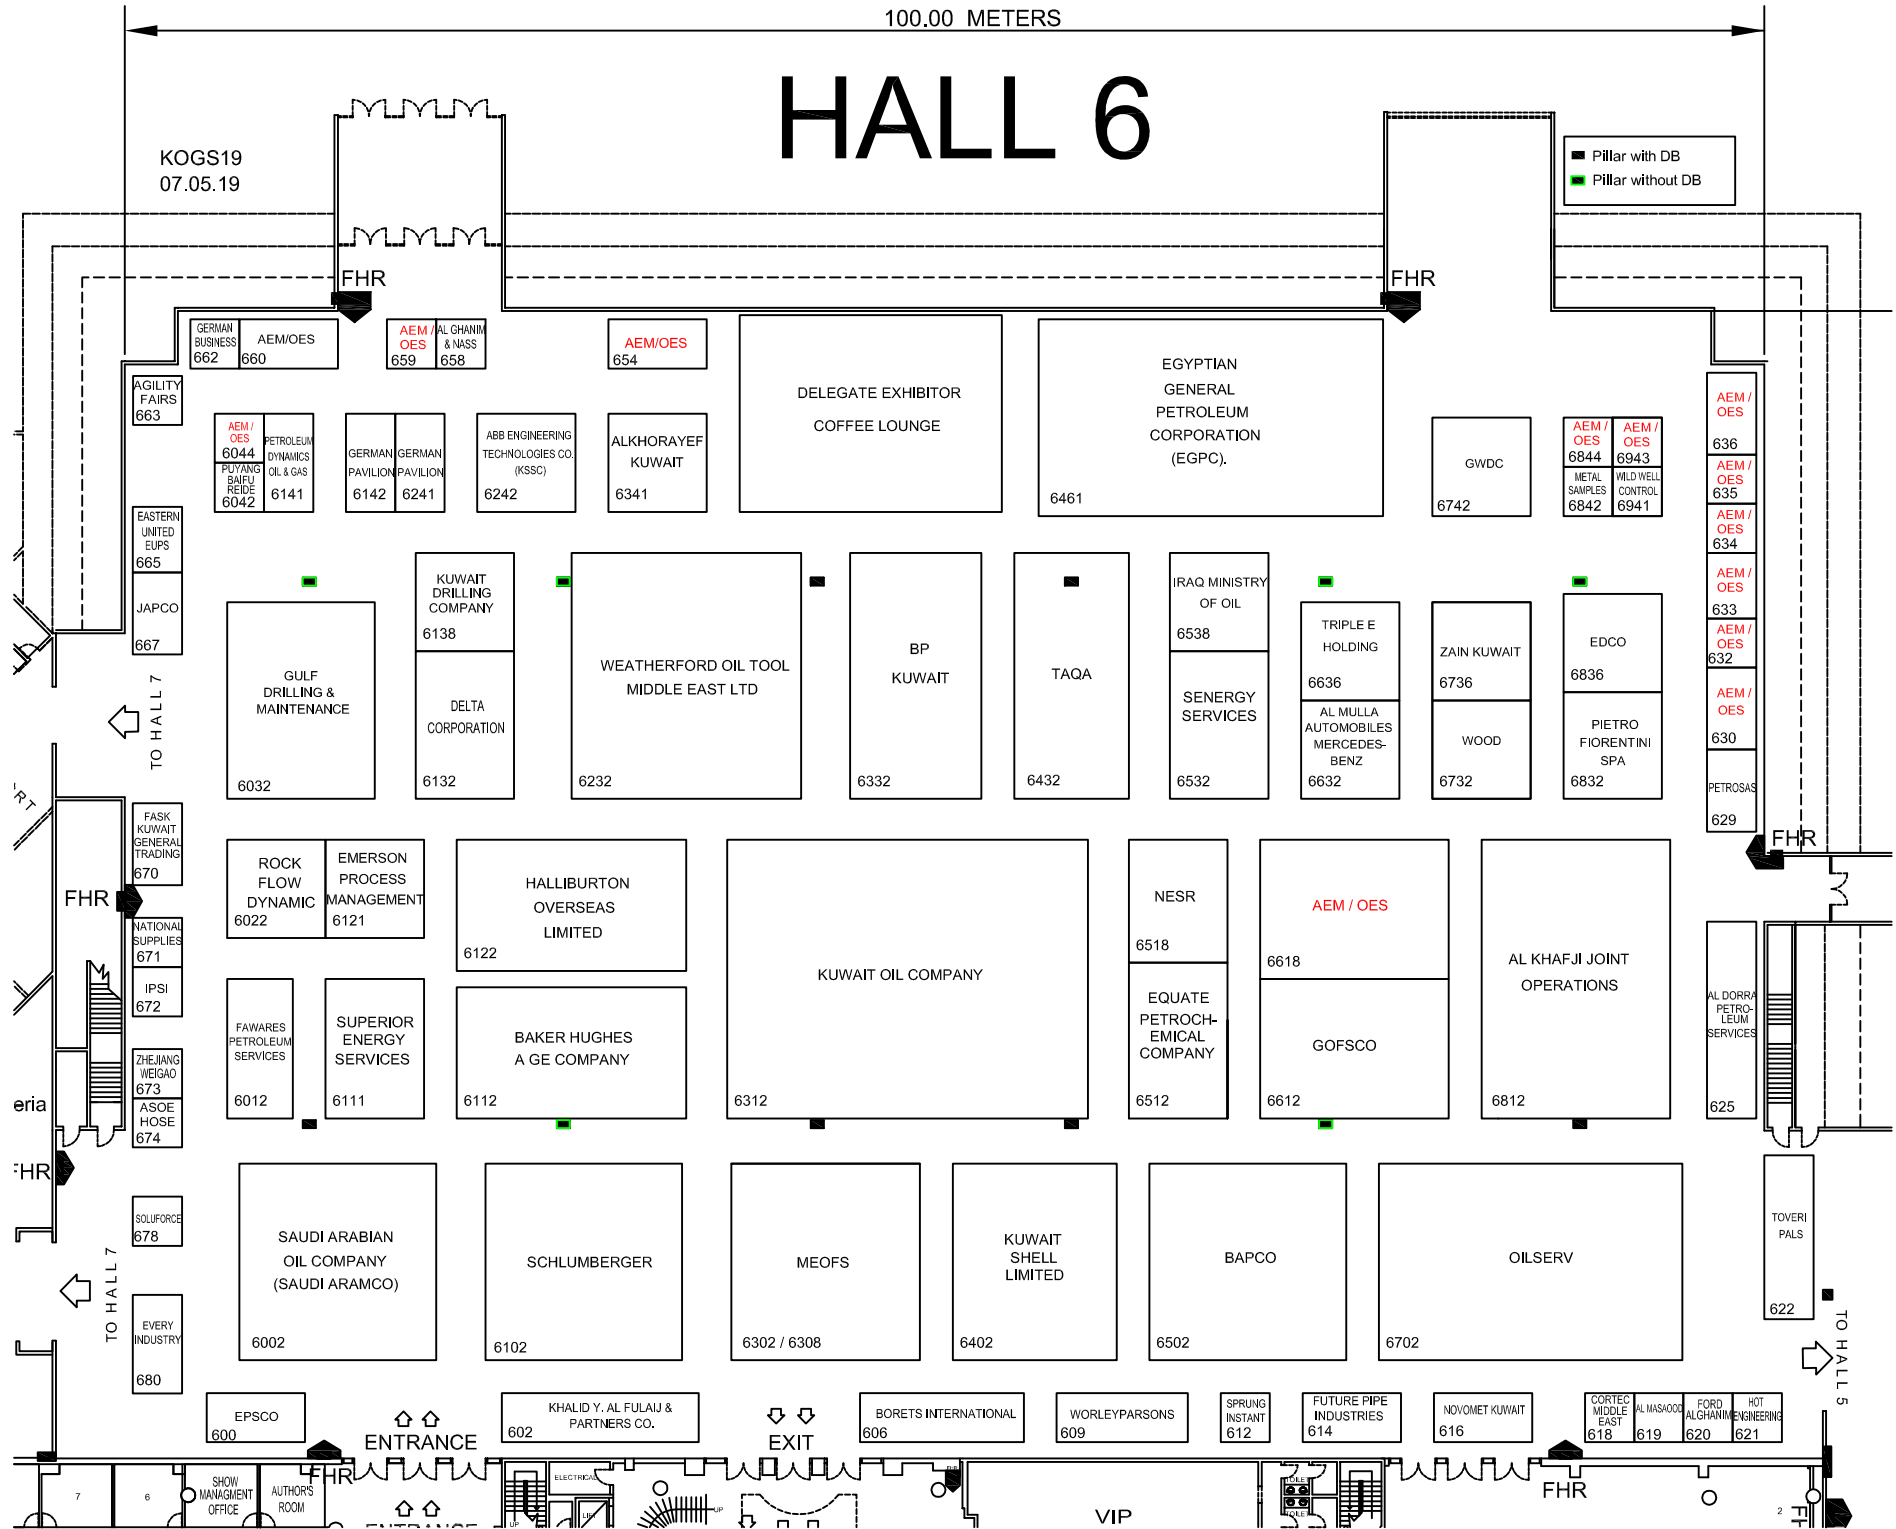 100.00 METERS
HALL 6
KOGS19
07.05.19
Pillar with DB
Pillar without DB
FHR
FHR
GERMAN
BUSINESS
662
AEM/OES
660
AEM /
OES
659
AL GHANIM
& NASS
658
AEM/OES
654
DELEGATE EXHIBITOR
COFFEE LOUNGE
EGYPTIAN
GENERAL
PETROLEUM
CORPORATION
(EGPC).
6461
AGILITY
FAIRS
663
AEM /
OES
6044
PUYANG
BAIFU
REIDE
6042
PETROLEUM
DYNAMICS
OIL & GAS
6141
GERMAN
PAVILION
6142
GERMAN
PAVILION
6241
ABB ENGINEERING
TECHNOLOGIES CO.
(KSSC)
6242
ALKHORAYEF
KUWAIT
6341
GWDC
6742
AEM /
OES
6844
AEM /
OES
6943
METAL
SAMPLES
6842
WILD WELL
CONTROL
6941
AEM /
OES
636
AEM /
OES
635
AEM /
OES
634
AEM /
OES
633
AEM /
OES
632
AEM /
OES
630
PETROSAS
629
EASTERN
UNITED
EUPS
665
JAPCO
667
TO HALL 7
GULF
DRILLING &
MAINTENANCE
6032
KUWAIT
DRILLING
COMPANY
6138
DELTA
CORPORATION
6132
WEATHERFORD OIL TOOL
MIDDLE EAST LTD
6232
BP
KUWAIT
6332
TAQA
6432
IRAQ MINISTRY
OF OIL
6538
SENERGY
SERVICES
6532
TRIPLE E
HOLDING
6636
AL MULLA
AUTOMOBILES
MERCEDES-
BENZ
6632
ZAIN KUWAIT
6736
WOOD
6732
EDCO
6836
PIETRO
FIORENTINI
SPA
6832
FHR
FASK
KUWAIT
GENERAL
TRADING
670
FHR
NATIONAL
SUPPLIES
671
IPSI
672
ZHEJIANG
WEIGAO
673
ASOE
HOSE
674
ROCK
FLOW
DYNAMIC
6022
EMERSON
PROCESS
MANAGEMENT
6121
HALLIBURTON
OVERSEAS
LIMITED
6122
KUWAIT OIL COMPANY
6312
NESR
6518
AEM / OES
6618
AL KHAFJI JOINT
OPERATIONS
6812
FAWARES
PETROLEUM
SERVICES
6012
SUPERIOR
ENERGY
SERVICES
6111
BAKER HUGHES
A GE COMPANY
6112
EQUATE
PETROCH-
EMICAL
COMPANY
6512
GOFSCO
6612
AL DORRA
PETRO-
LEUM
SERVICES
625
eria
FHR
SOLUFORCE
678
TO HALL 7
EVERY
INDUSTRY
680
SAUDI ARABIAN
OIL COMPANY
(SAUDI ARAMCO)
6002
SCHLUMBERGER
6102
MEOFS
6302 / 6308
KUWAIT
SHELL
LIMITED
6402
BAPCO
6502
OILSERV
6702
TOVERI
PALS
622
TO HALL 5
EPSCO
600
ENTRANCE
KHALID Y. AL FULAIJ &
PARTNERS CO.
602
EXIT
BORETS INTERNATIONAL
606
WORLEYPARSONS
609
SPRUNG
INSTANT
612
FUTURE PIPE
INDUSTRIES
614
NOVOMET KUWAIT
616
CORTEC
MIDDLE
EAST
618
AL MASAOOD
619
FORD
ALGHANIM
620
HOT
ENGINEERING
621
FHR
FHR
7
6
SHOW
MANAGMENT
OFFICE
AUTHOR'S
ROOM
ENTRANCE
ELECTRICAL
UP
LIFT
UP
VIP
TOILET
TOILET
2